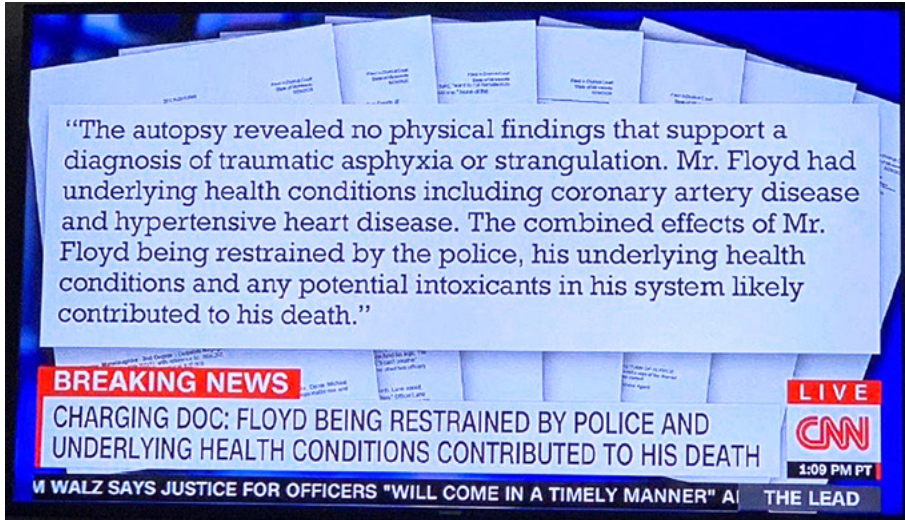 “The autopsy revealed no physical findings that support a
diagnosis of traumatic asphyxia or strangulation. Mr. Floyd had
underlying health conditions including coronary artery disease
and hypertensive heart disease. The combined effects of Mr.
Floyd being restrained by the police, his underlying health
conditions and any potential intoxicants in his system likely
contributed to his death.”
BREAKING NEWS
CHARGING DOC: FLOYD BEING RESTRAINED BY POLICE AND
UNDERLYING HEALTH CONDITIONS CONTRIBUTED TO HIS DEATH
LIVE
CNN
1:09 PM PT
M WALZ SAYS JUSTICE FOR OFFICERS "WILL COME IN A TIMELY MANNER" A
THE LEAD